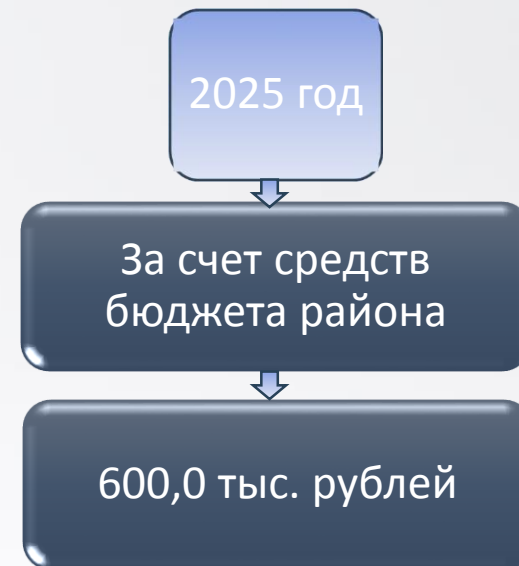 2025 год
За счет средств
бюджета района
600,0 тыс. рублей